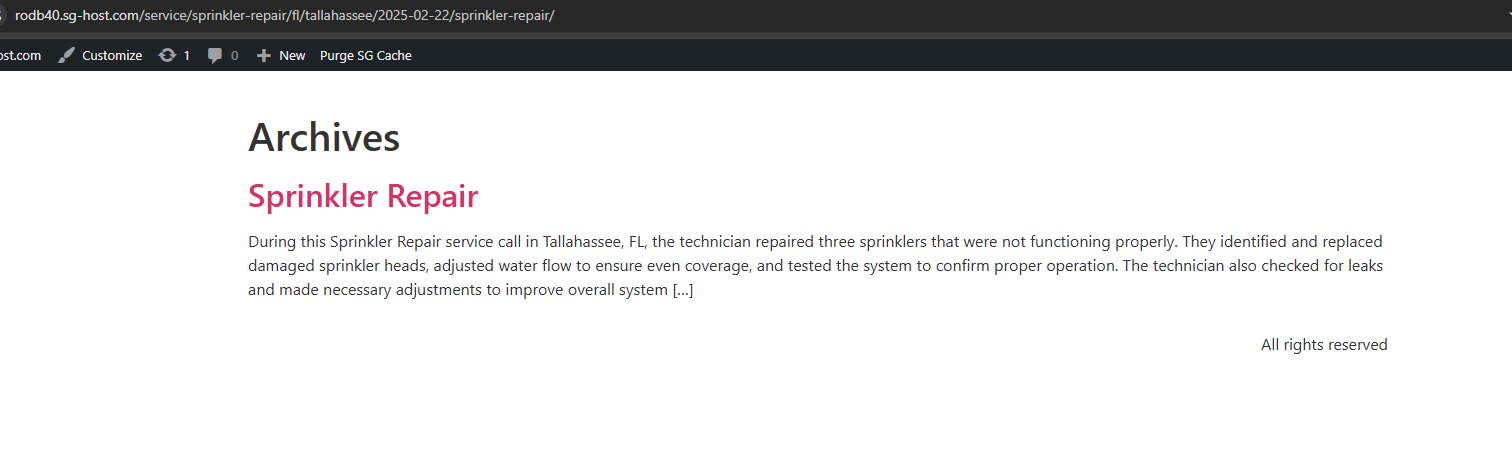 rodb40.sg-host.com/service/sprinkler-repair/fl/tallahassee/2025-02-22/sprinkler-repair/
ost.com Customize 1 0 New Purge SG Cache
Archives
Sprinkler Repair
During this Sprinkler Repair service call in Tallahassee, FL, the technician repaired three sprinklers that were not functioning properly. They identified and replaced
damaged sprinkler heads, adjusted water flow to ensure even coverage, and tested the system to confirm proper operation. The technician also checked for leaks
and made necessary adjustments to improve overall system […]
All rights reserved